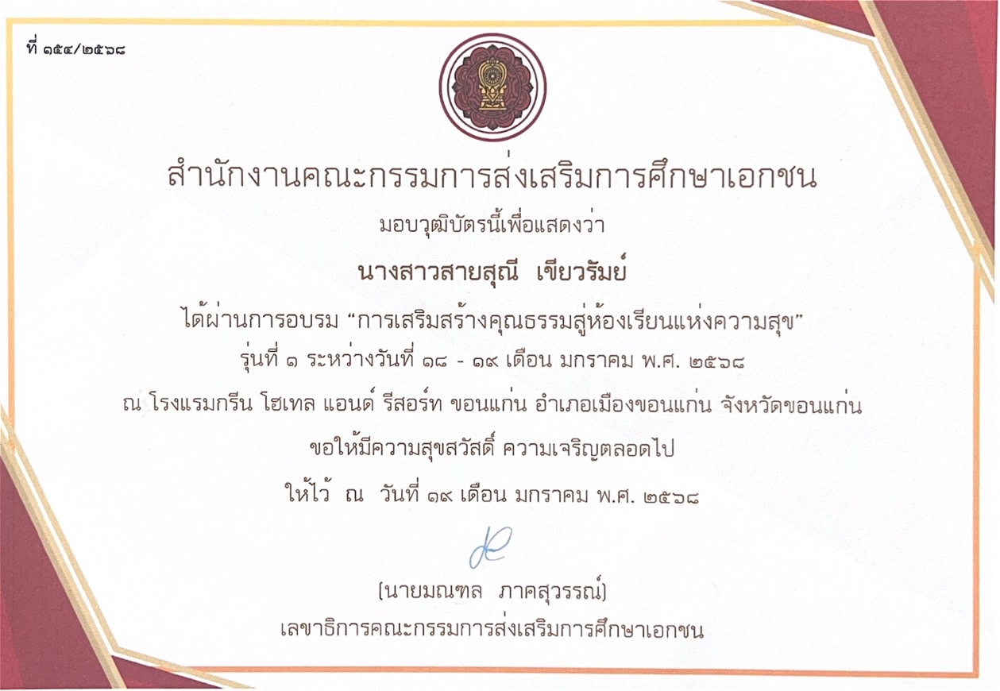 ที่ ๑๕๔/๒๕๖๘
สำนักงานคณะกรรมการส่งเสริมการศึกษาเอกชน
มอบวุฒิบัตรนี้เพื่อแสดงว่า
นางสาวสายสุณี เขียวรัมย์
ได้ผ่านการอบรม “การเสริมสร้างคุณธรรมสู่ห้องเรียนแห่งความสุข”
รุ่นที่ ๑ ระหว่างวันที่ ๑๘ - ๑๙ เดือน มกราคม พ.ศ. ๒๕๖๘
ณ โรงแรมกรีน โฮเทล แอนด์ รีสอร์ท ขอนแก่น อำเภอเมืองขอนแก่น จังหวัดขอนแก่น
ขอให้มีความสุขสวัสดิ์ ความเจริญตลอดไป
ให้ไว้ ณ วันที่ ๑๙ เดือน มกราคม พ.ศ. ๒๕๖๘
(นายมณฑล ภาคสุวรรณ์)
เลขาธิการคณะกรรมการส่งเสริมการศึกษาเอกชน